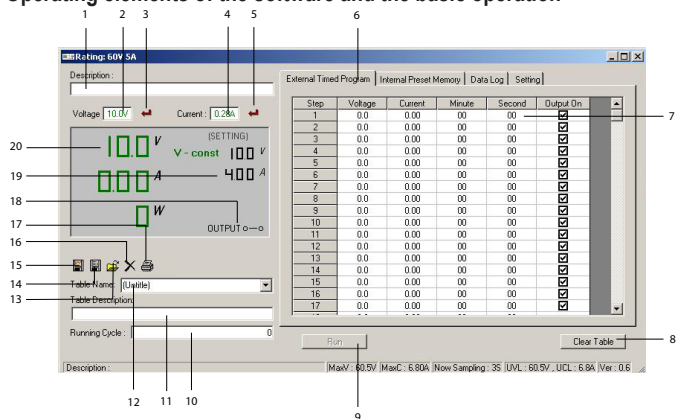 Operating elements of the software and the basic operation
1 2 3 4 5 6
Rating: 60V 5A
Description :
Voltage 10.0V Current : 0.28A
External Timed Program Internal Preset Memory Data Log Setting
Step Voltage Current Minute Second Output On
1 0.0 0.00 00 00
2 0.0 0.00 00 00
3 0.0 0.00 00 00
4 0.0 0.00 00 00
5 0.0 0.00 00 00
6 0.0 0.00 00 00
7 0.0 0.00 00 00
8 0.0 0.00 00 00
9 0.0 0.00 00 00
10 0.0 0.00 00 00
11 0.0 0.00 00 00
12 0.0 0.00 00 00
13 0.0 0.00 00 00
14 0.0 0.00 00 00
15 0.0 0.00 00 00
16 0.0 0.00 00 00
17 0.0 0.00 00 00
7
20 10.0 V
(SETTING)
V - const 100 V
19 0.00 A 400 A
18
17 0 W
OUTPUT
16
15
14
13
Table Name: (Untitle)
Table Description:
Running Cycle : 0
Run
Clear Table 8
Description :
MaxV : 60.5V MaxC : 6.80A Now Sampling : 3S UVL : 60.5V , UCL : 6.8A Ver : 0.6
12 11 10 9